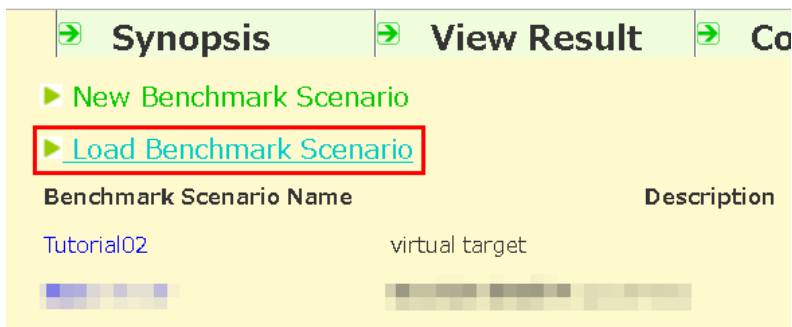 Synopsis View Result Co
New Benchmark Scenario
Load Benchmark Scenario
Benchmark Scenario Name Description
Tutorial02 virtual target